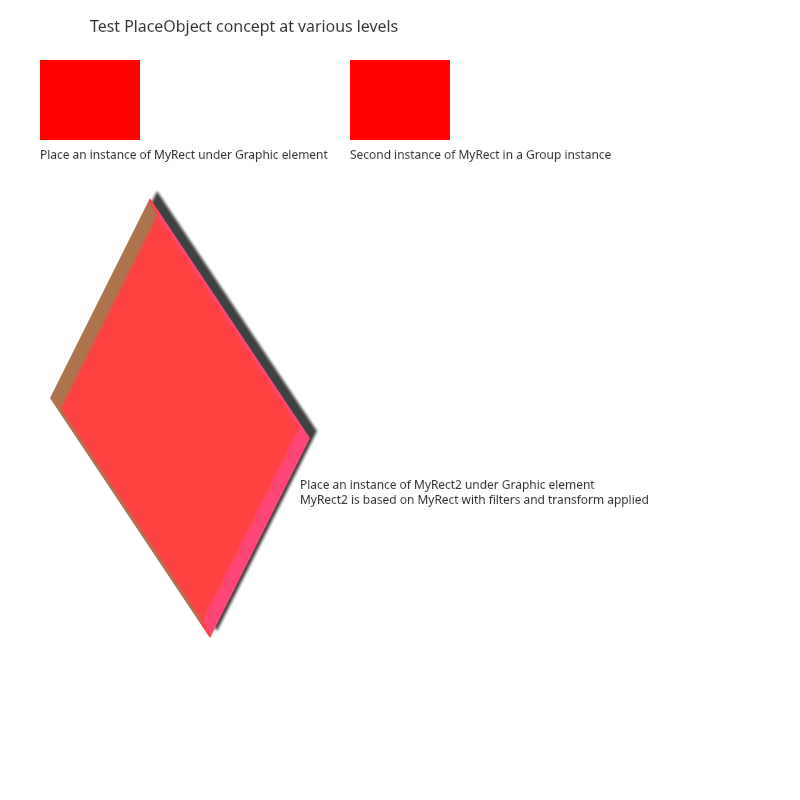 Test PlaceObject concept at various levels
Place an instance of MyRect under Graphic element
Second instance of MyRect in a Group instance
Place an instance of MyRect2 under Graphic element
MyRect2 is based on MyRect with filters and transform applied